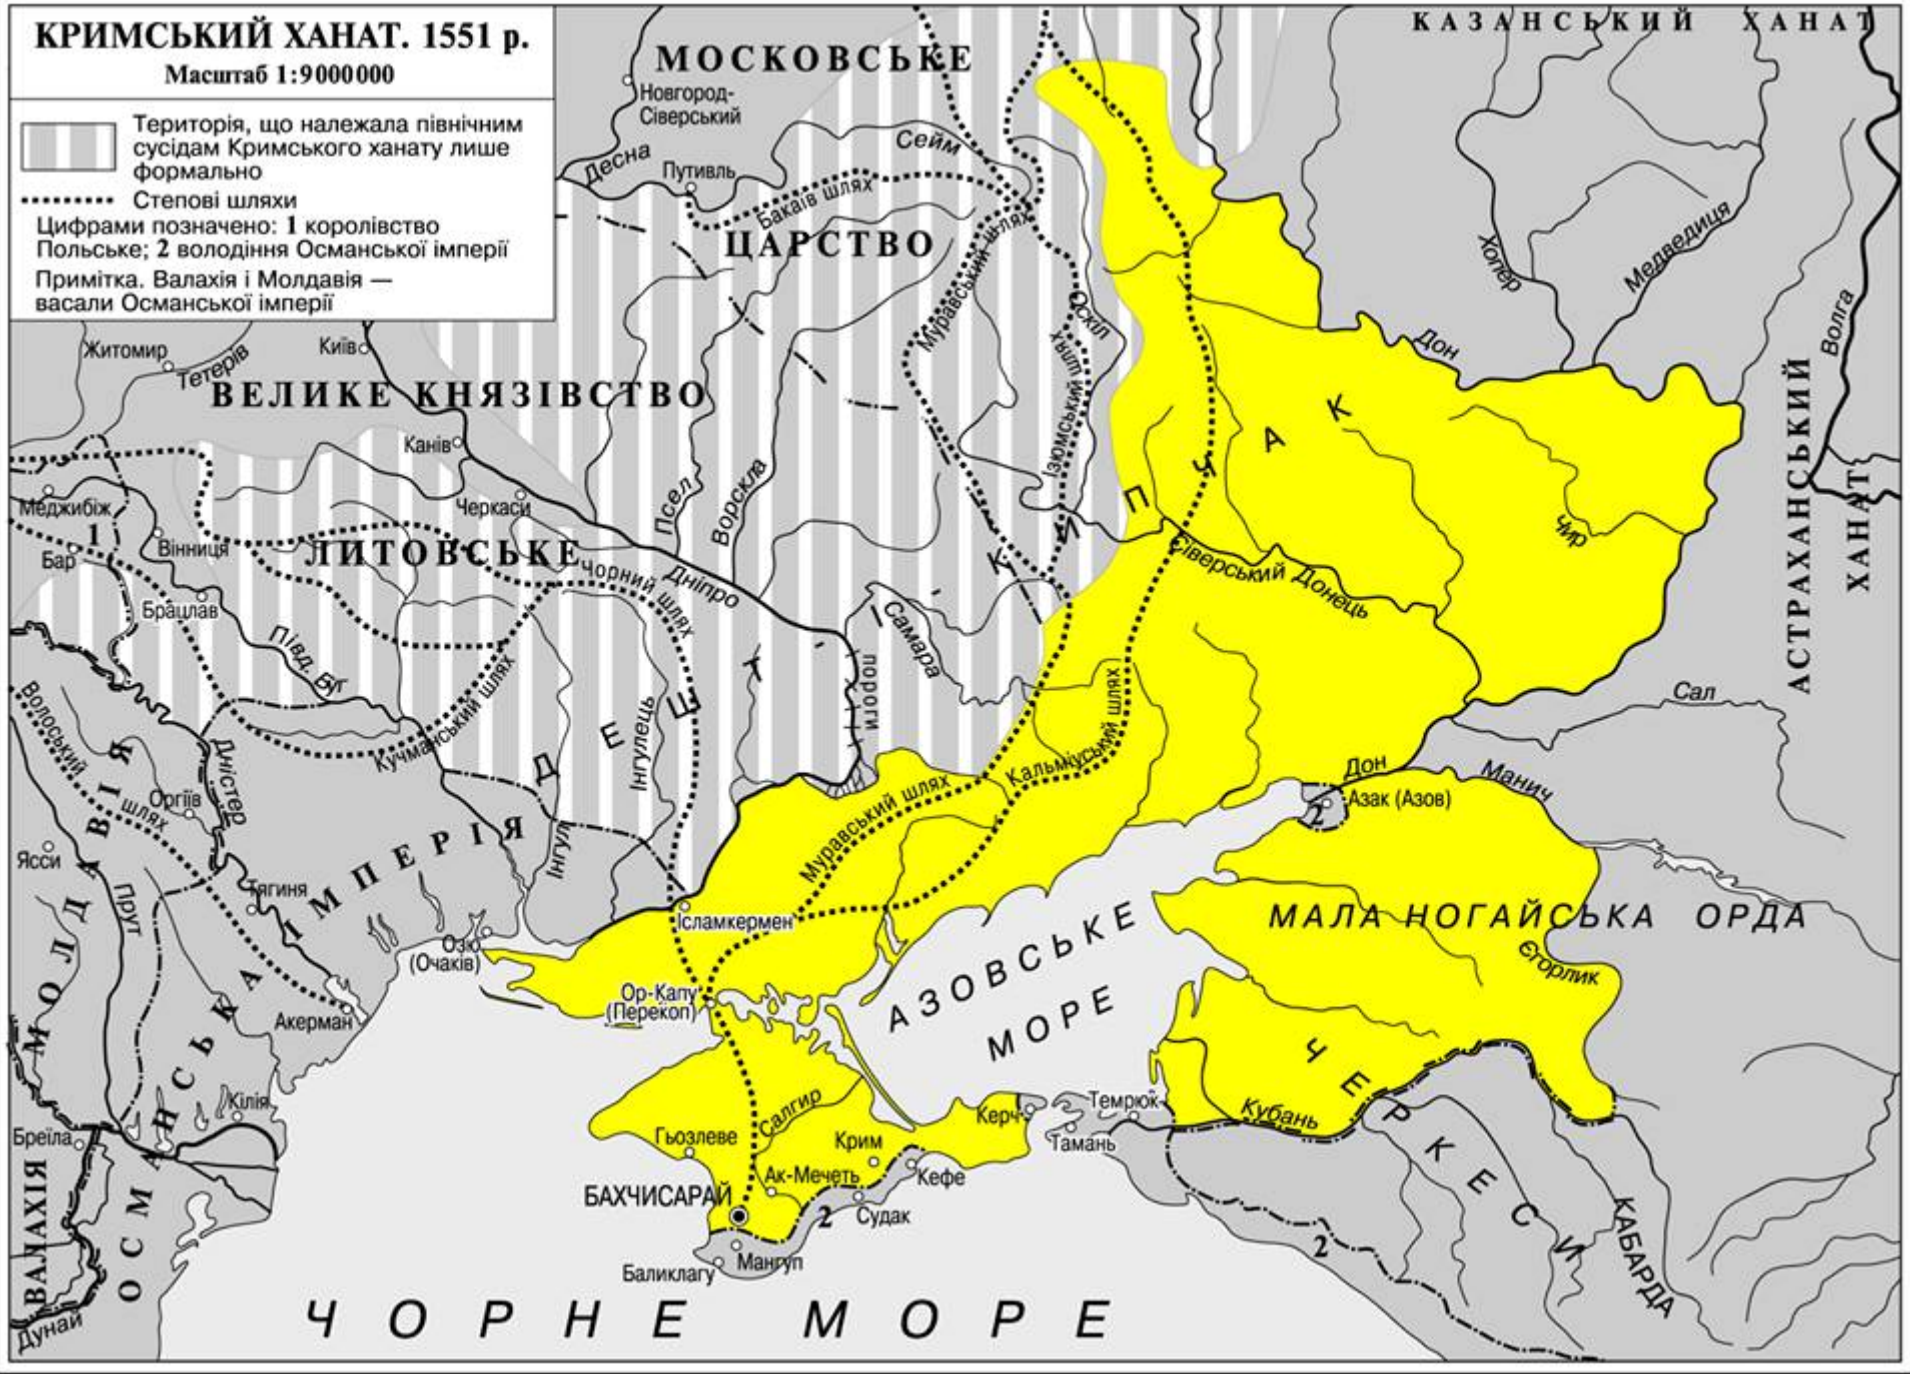 КРИМСЬКИЙ ХАНАТ. 1551 р.
Масштаб 1:9000000
Територія, що належала північним
сусідам Кримського ханату лише
формально
Степові шляхи
Цифрами позначено: 1 королівство
Польське; 2 володіння Османської імперії
Примітка. Валахія і Молдавія —
васали Османської імперії
КАЗАНСЬКИЙ ХАНАТ
МОСКОВСЬКЕ
ЦАРСТВО
Новгород-
Сіверський
Десна
Путивль
Сейм
Бакаїв шлях
Муравський шлях
Оскіл
Ізюмський шлях
Хопер
Медведиця
Волга
Дон
АСТРАХАНСЬКИЙ
ХАНАТ
Житомир
Тетерів
Київ
ВЕЛИКЕ КНЯЗІВСТВО
ЛИТОВСЬКЕ
Канів
Черкаси
Псел
Ворскла
Меджибіж
1
Бар
Вінниця
Брацлав
Півд. Буг
Чорний шлях
Дніпро
Самара
пороги
Кучманський шлях
Інгулець
Інгул
ДЕШТ-І-КИПЧАК
Сіверський Донець
Чир
Сал
Манич
Дон
Азак (Азов)
2
Кальміуський шлях
Муравський шлях
Волоський шлях
МОЛДАВІЯ
Дністер
Оргіїв
Ясси
Прут
Тягиня
ОСМАНСЬКА ІМПЕРІЯ
Озю
(Очаків)
Ісламкермен
Ор-Капу
(Перекоп)
Акерман
Кілія
Бреїла
ВАЛАХІЯ
Дунай
АЗОВСЬКЕ
МОРЕ
МАЛА НОГАЙСЬКА ОРДА
Єгорлик
Кубань
ЧЕРКЕСИ
КАБАРДА
2
Темрюк
Тамань
Керч
Салгир
Гьозлеве
Крим
Ак-Мечеть
Кефе
БАХЧИСАРАЙ
2
Судак
Мангуп
Баликлагу
ЧОРНЕ МОРЕ